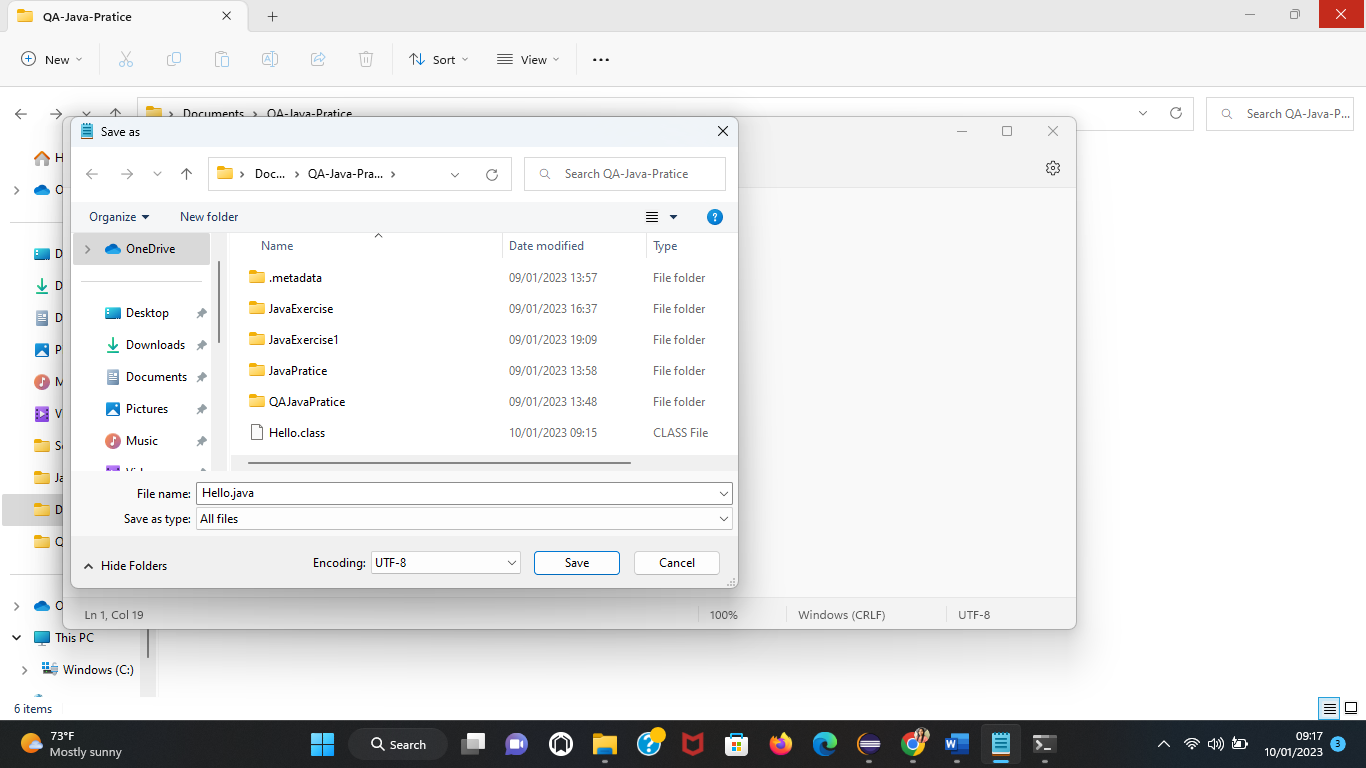 QA-Java-Pratice
New
Sort
View
Documents > QA-Java-Pratice
Search QA-Java-P...
Save as
Doc... > QA-Java-Pra... >
Search QA-Java-Pratice
Organize
New folder
OneDrive
Name
Date modified
Type
.metadata 09/01/2023 13:57 File folder
JavaExercise 09/01/2023 16:37 File folder
JavaExercise1 09/01/2023 19:09 File folder
JavaPratice 09/01/2023 13:58 File folder
QAJavaPratice 09/01/2023 13:48 File folder
Hello.class 10/01/2023 09:15 CLASS File
Desktop
Downloads
Documents
Pictures
Music
File name: Hello.java
Save as type: All files
Hide Folders
Encoding: UTF-8
Save
Cancel
Ln 1, Col 19
100%
Windows (CRLF)
UTF-8
This PC
Windows (C:)
6 items
73°F
Mostly sunny
Search
09:17
10/01/2023
3